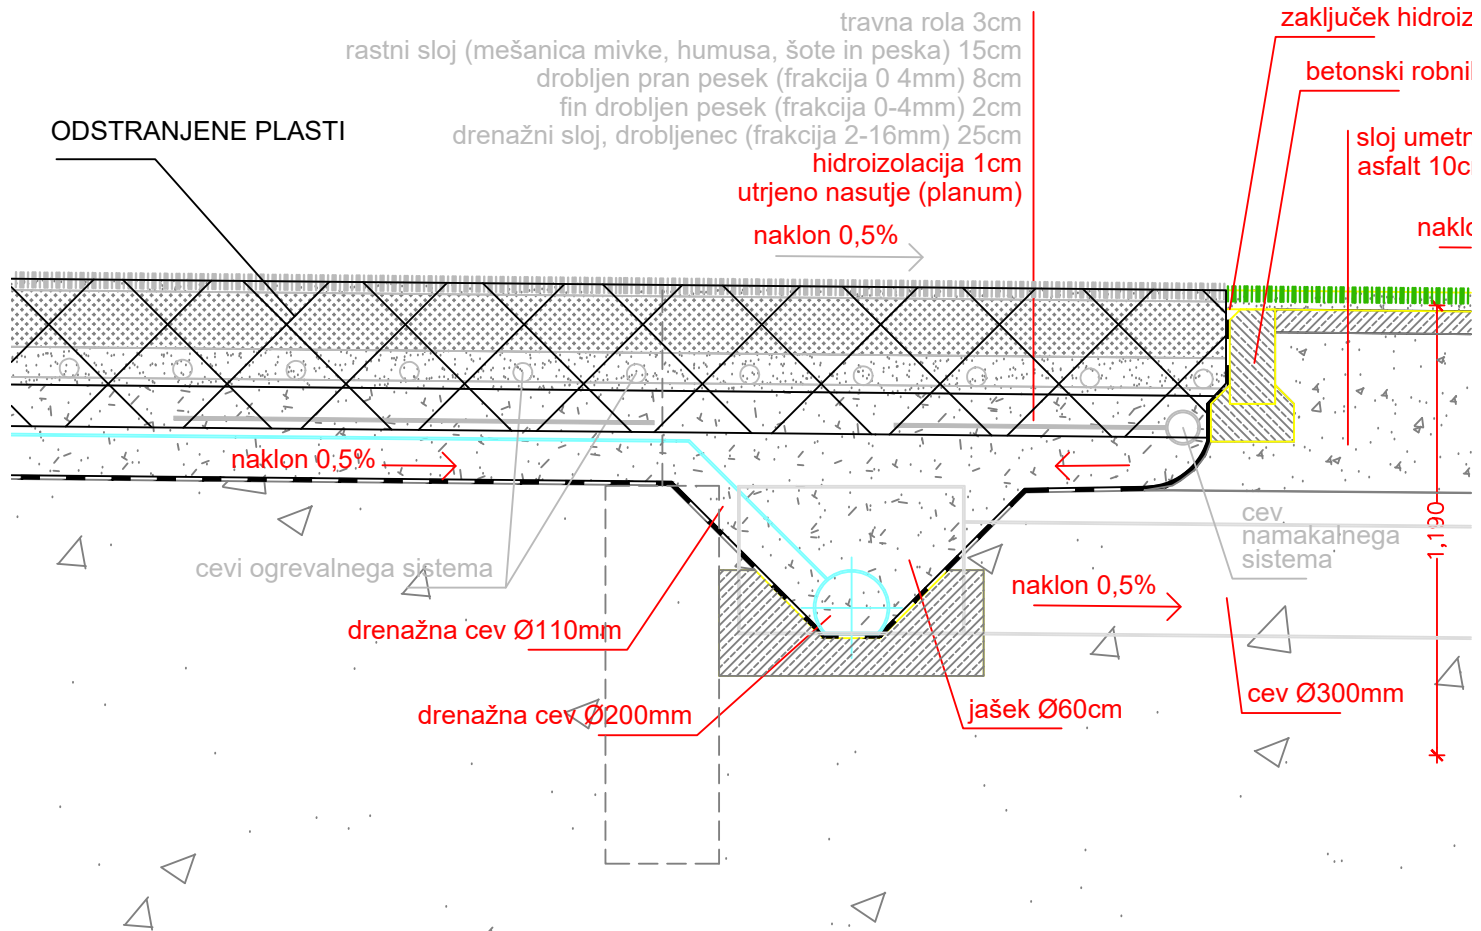 travna rola 3cm
rastni sloj (mešanica mivke, humusa, šote in peska) 15cm
drobljen pran pesek (frakcija 0 4mm) 8cm
fin drobljen pesek (frakcija 0-4mm) 2cm
drenažni sloj, drobljenec (frakcija 2-16mm) 25cm
hidroizolacija 1cm
utrjeno nasutje (planum)
naklon 0,5%
ODSTRANJENE PLASTI
zaključek hidroiz
betonski robnik
sloj umetn
asfalt 10c
naklo
naklon 0,5%
cevi ogrevalnega sistema
drenažna cev Ø110mm
drenažna cev Ø200mm
jašek Ø60cm
naklon 0,5%
cev
namakalnega
sistema
cev Ø300mm
1,190